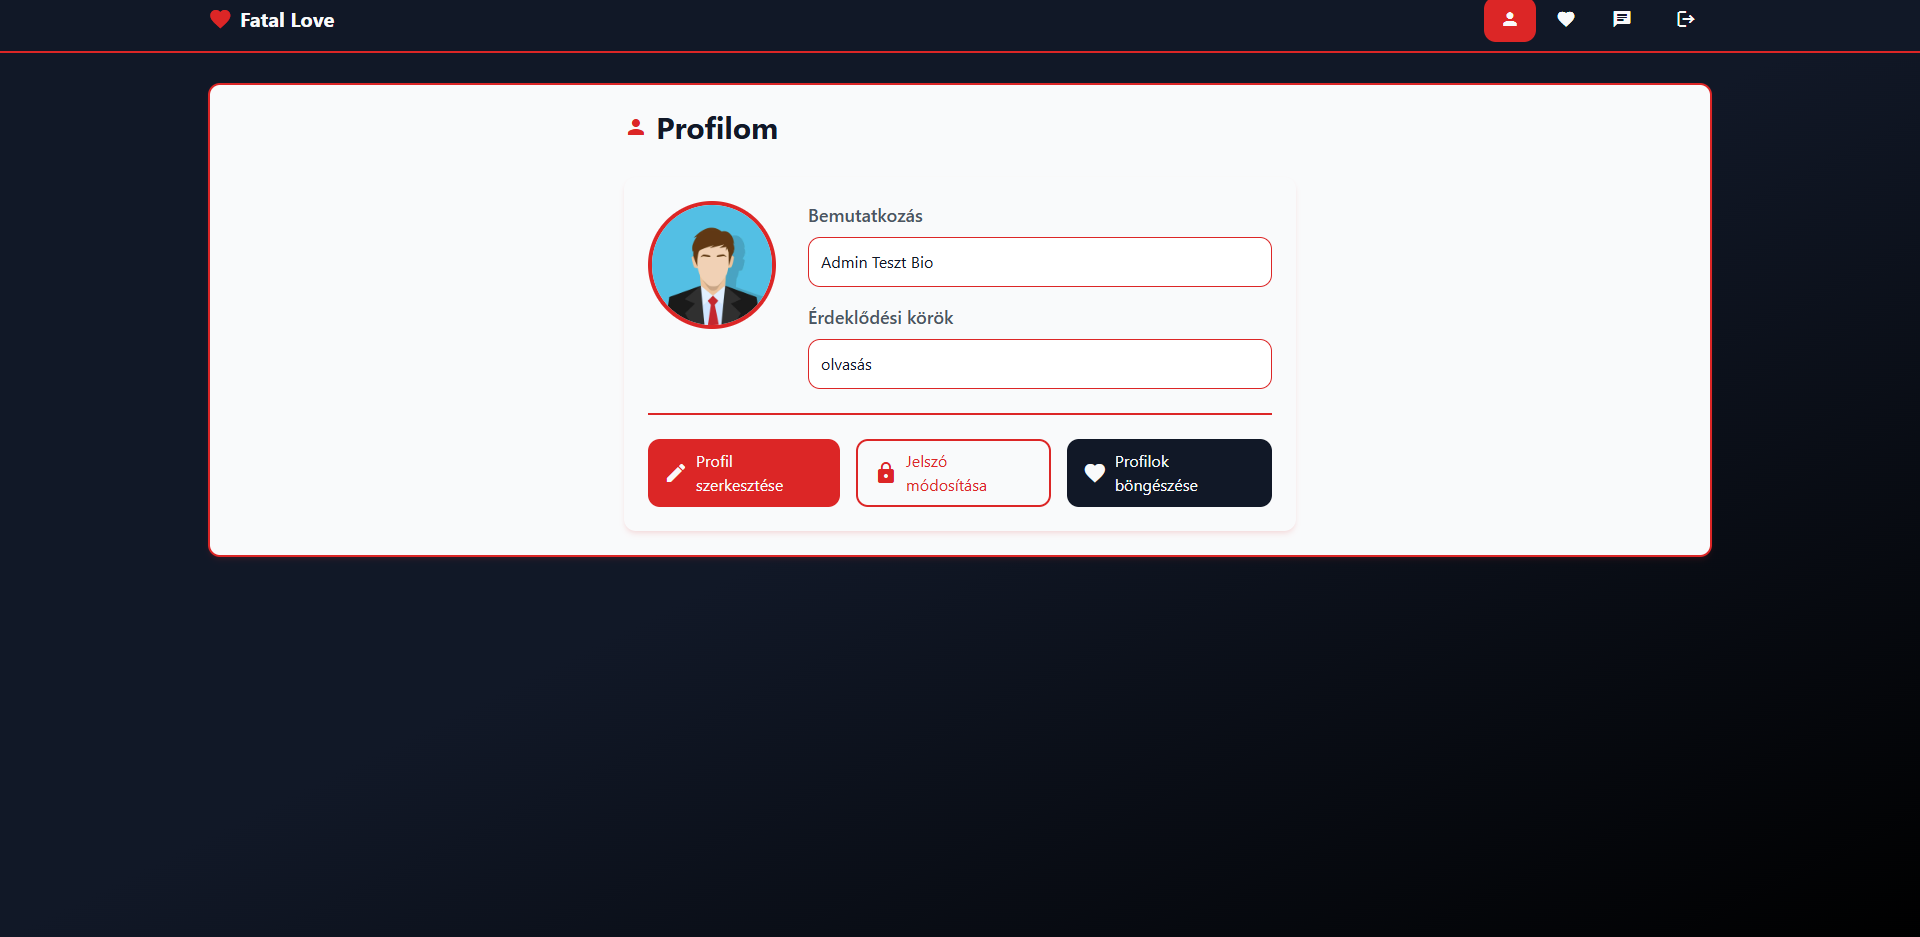 Fatal Love
Profilom
Bemutatkozás
Admin Teszt Bio
Érdeklődési körök
olvasás
Profil
szerkesztése
Jelszó
módosítása
Profilok
böngészése